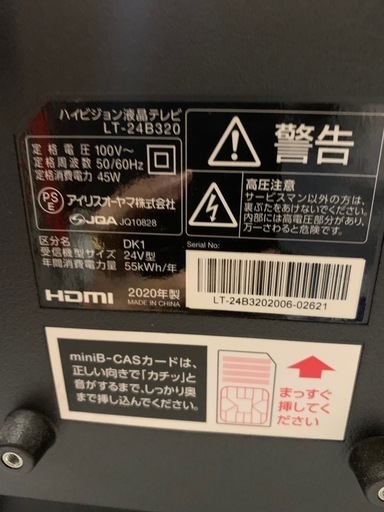 ハイビジョン液晶テレビ
LT-24B320
定格電圧 100V～
定格周波数 50/60Hz
定格消費電力 45W
PS
E
アイリスオーヤマ株式会社
JQA JQ10828
区分名 DK1
受信機型サイズ 24V型
年間消費電力量 55kWh/年
HDMI
2020年製
MADE IN CHINA
警告
高圧注意
サービスマン以外の方は、
裏ぶたをあけないでください。
内部には高電圧部分があり、
万一さわると危険です。
Serial No:
LT-24B3202006-02621
miniB-CASカードは、
正しい向きで「カチッ」と
音がするまで、しっかり奥
まで挿し込んでください。
まっすぐ
挿してく
ださい